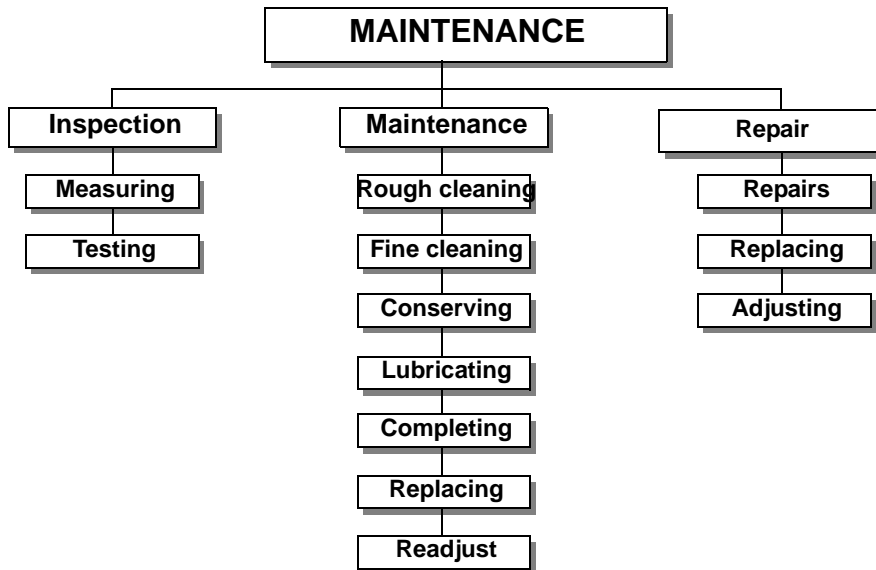 MAINTENANCE
Inspection
Measuring
Testing
Maintenance
Rough cleaning
Fine cleaning
Conserving
Lubricating
Completing
Replacing
Readjust
Repair
Repairs
Replacing
Adjusting